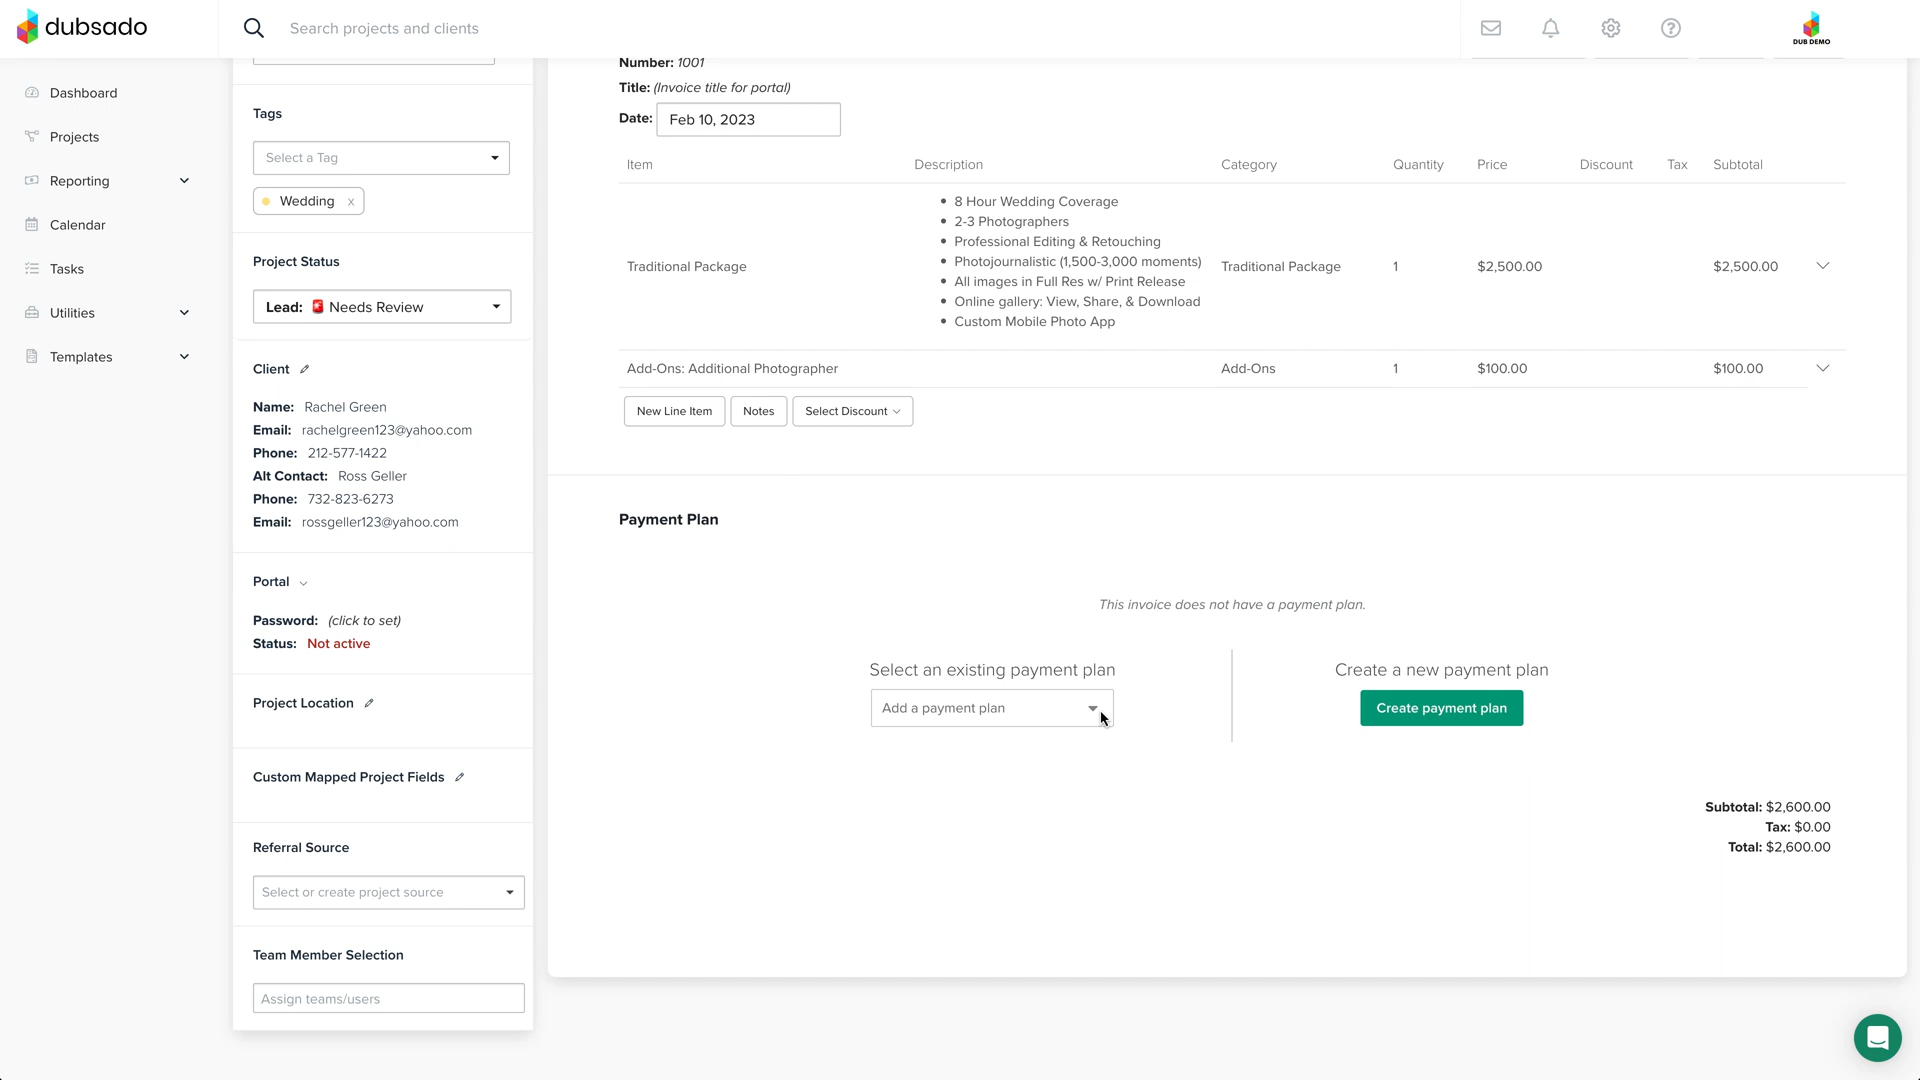 dubsado
Search projects and clients
DUB DEMO
Dashboard
Projects
Reporting
Calendar
Tasks
Utilities
Templates
Tags
Select a Tag
Wedding x
Project Status
Lead: 🚨 Needs Review
Client
Name: Rachel Green
Email: rachelgreen123@yahoo.com
Phone: 212-577-1422
Alt Contact: Ross Geller
Phone: 732-823-6273
Email: rossgeller123@yahoo.com
Portal
Password: (click to set)
Status: Not active
Project Location
Custom Mapped Project Fields
Referral Source
Select or create project source
Team Member Selection
Assign teams/users
Number: 1001
Title: (Invoice title for portal)
Date: Feb 10, 2023
Item Description Category Quantity Price Discount Tax Subtotal
• 8 Hour Wedding Coverage
• 2-3 Photographers
• Professional Editing & Retouching
• Photojournalistic (1,500-3,000 moments)
Traditional Package Traditional Package 1 $2,500.00 $2,500.00
• All images in Full Res w/ Print Release
• Online gallery: View, Share, & Download
• Custom Mobile Photo App
Add-Ons: Additional Photographer Add-Ons 1 $100.00 $100.00
New Line Item Notes Select Discount
Payment Plan
This invoice does not have a payment plan.
Select an existing payment plan
Add a payment plan
Create a new payment plan
Create payment plan
Subtotal: $2,600.00
Tax: $0.00
Total: $2,600.00